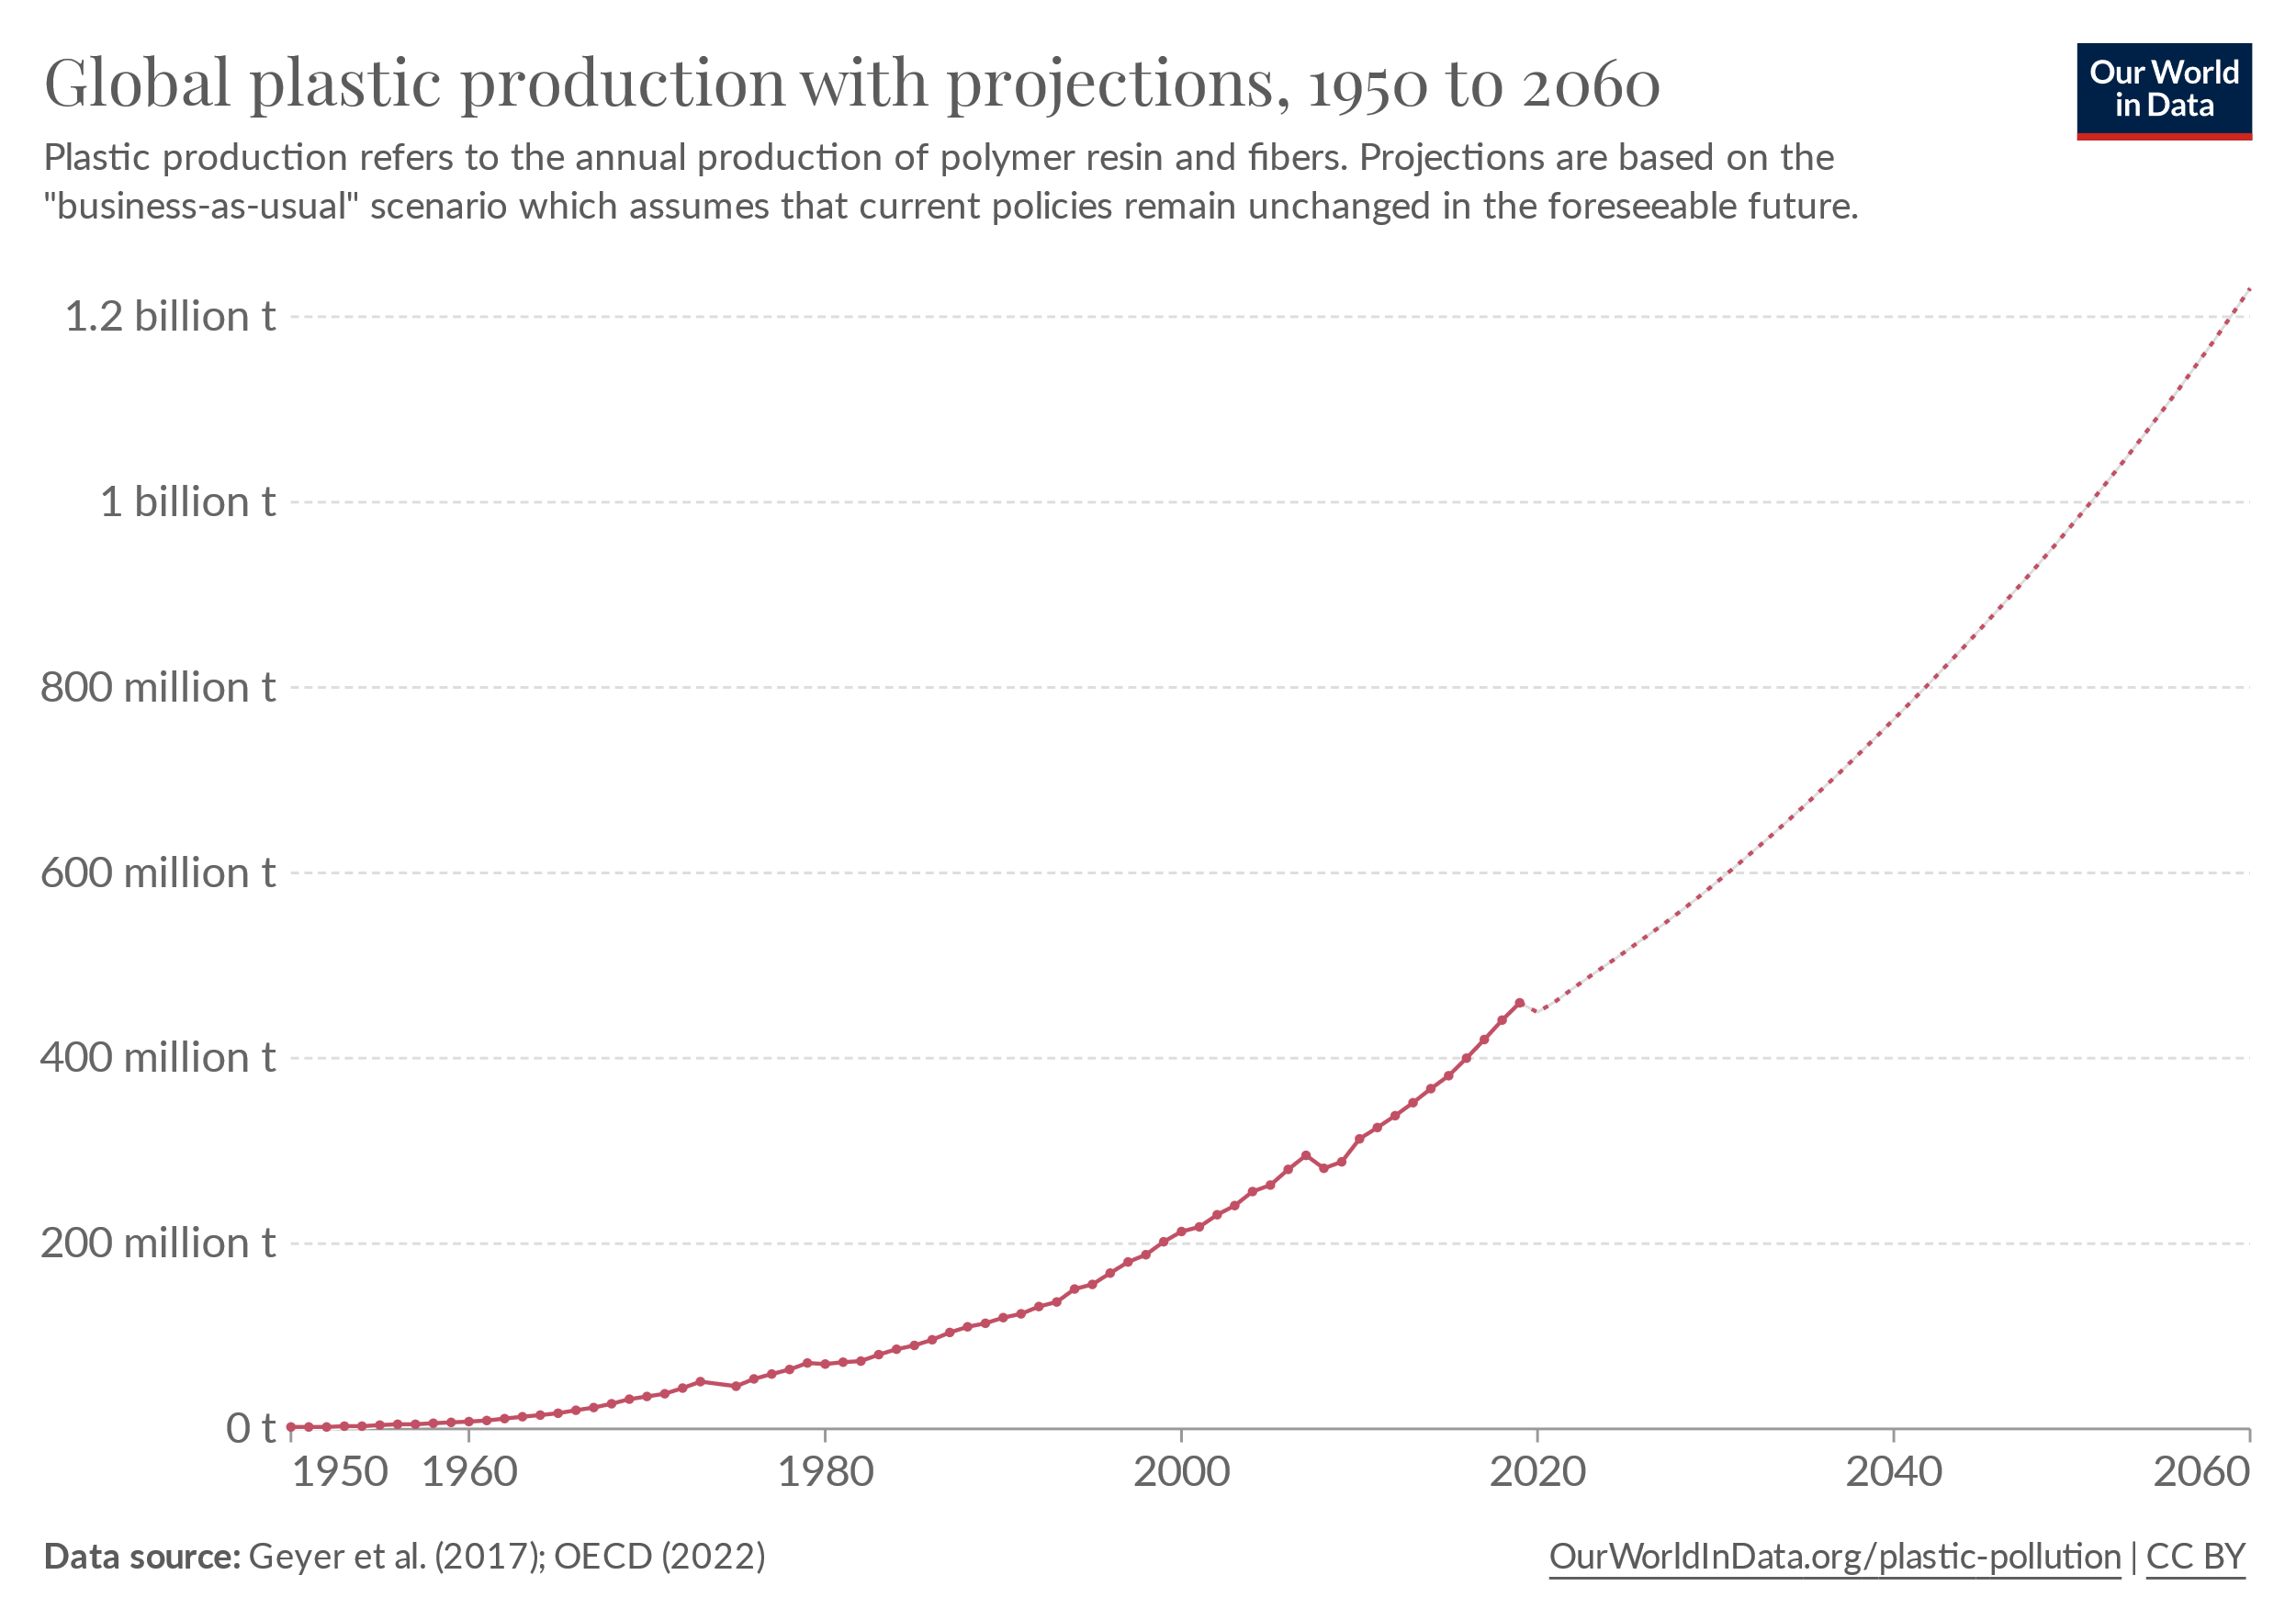 Global plastic production with projections, 1950 to 2060
Our World
in Data
Plastic production refers to the annual production of polymer resin and fibers. Projections are based on the
"business-as-usual" scenario which assumes that current policies remain unchanged in the foreseeable future.
1.2 billion t
1 billion t
800 million t
600 million t
400 million t
200 million t
0 t
1950 1960 1980 2000 2020 2040 2060
Data source: Geyer et al. (2017); OECD (2022)
OurWorldInData.org/plastic-pollution | CC BY